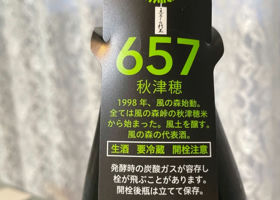 657
秋津穂
1998年、風の森始動。
全ては風の森峠の秋津穂米
から始まった。風土を醸す。
風の森の代表酒。
生酒 要冷蔵 開栓注意
発酵時の炭酸ガスが容存し
栓が飛ぶことがあります。
開栓後瓶は立てて保存。